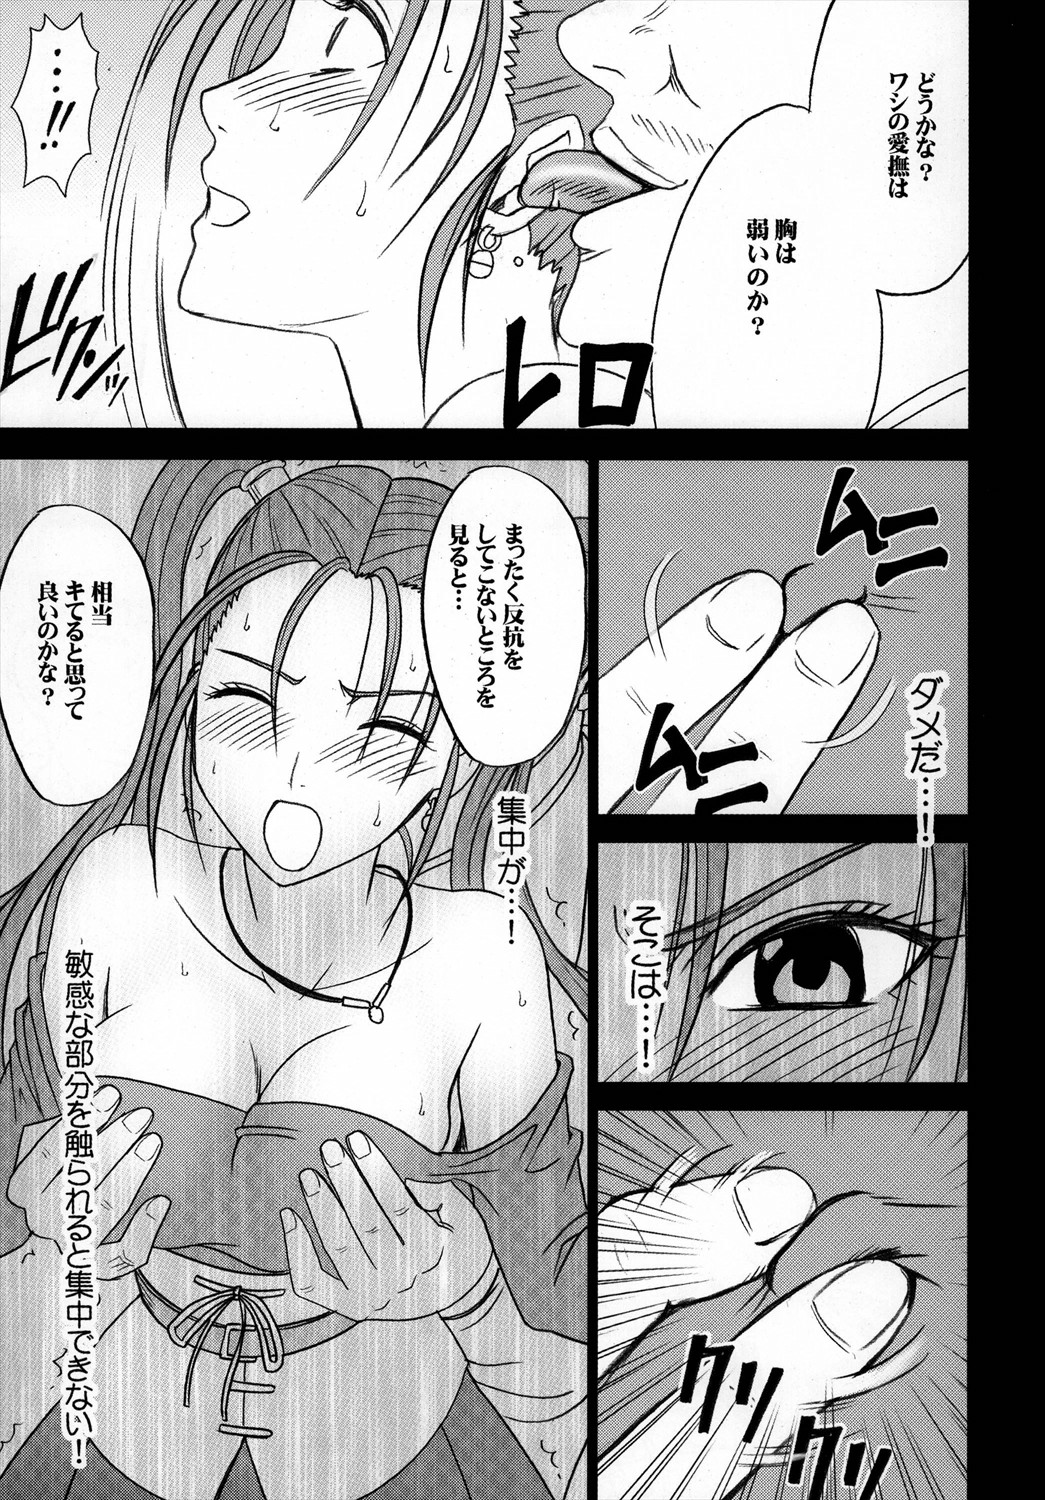 どうかな？
ワシの愛撫は
胸は
弱いのか？
・・・!!
レロ
ビクンッ
ムニ
ムニ
ダメだ…！
そこは…！
クリ
クリ
まったく反抗を
してこないところを
見ると…
相当
キてると思って
良いのかな？
集中が…！
敏感な部分を触られると集中できない！